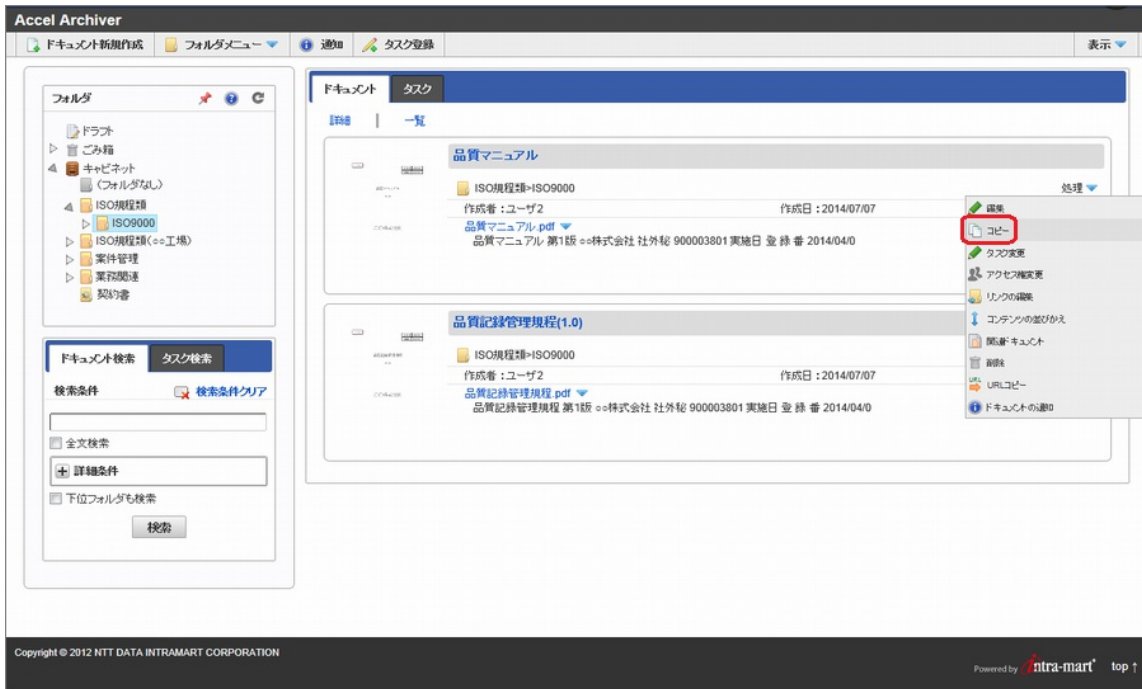 Accel Archiver
ドキュメント新規作成 フォルダメニュー 通知 タスク登録 表示
フォルダ
ドラフト
ごみ箱
キャビネット
(フォルダなし)
ISO規程類
ISO9000
ISO規程類(○○工場)
案件管理
業務関連
契約書
ドキュメント検索 タスク検索
検索条件 検索条件クリア
全文検索
詳細条件
下位フォルダも検索
検索
ドキュメント タスク
詳細 | 一覧
品質マニュアル
ISO規程類>ISO9000 処理
作成者:ユーザ2 作成日:2014/07/07
品質マニュアル.pdf
品質マニュアル 第1版 ○○株式会社 社外秘 900003801 実施日 登 録 番 2014/04/0
品質記録管理規程(1.0)
ISO規程類>ISO9000
作成者:ユーザ2 作成日:2014/07/07
品質記録管理規程.pdf
品質記録管理規程 第1版 ○○株式会社 社外秘 900003801 実施日 登 録 番 2014/04/0
編集
コピー
タスク変更
アクセス権変更
リンクの編集
コンテンツの並びかえ
関連ドキュメント
削除
URLコピー
ドキュメントの通知
Copyright © 2012 NTT DATA INTRAMART CORPORATION
Powered by intra-mart top ↑